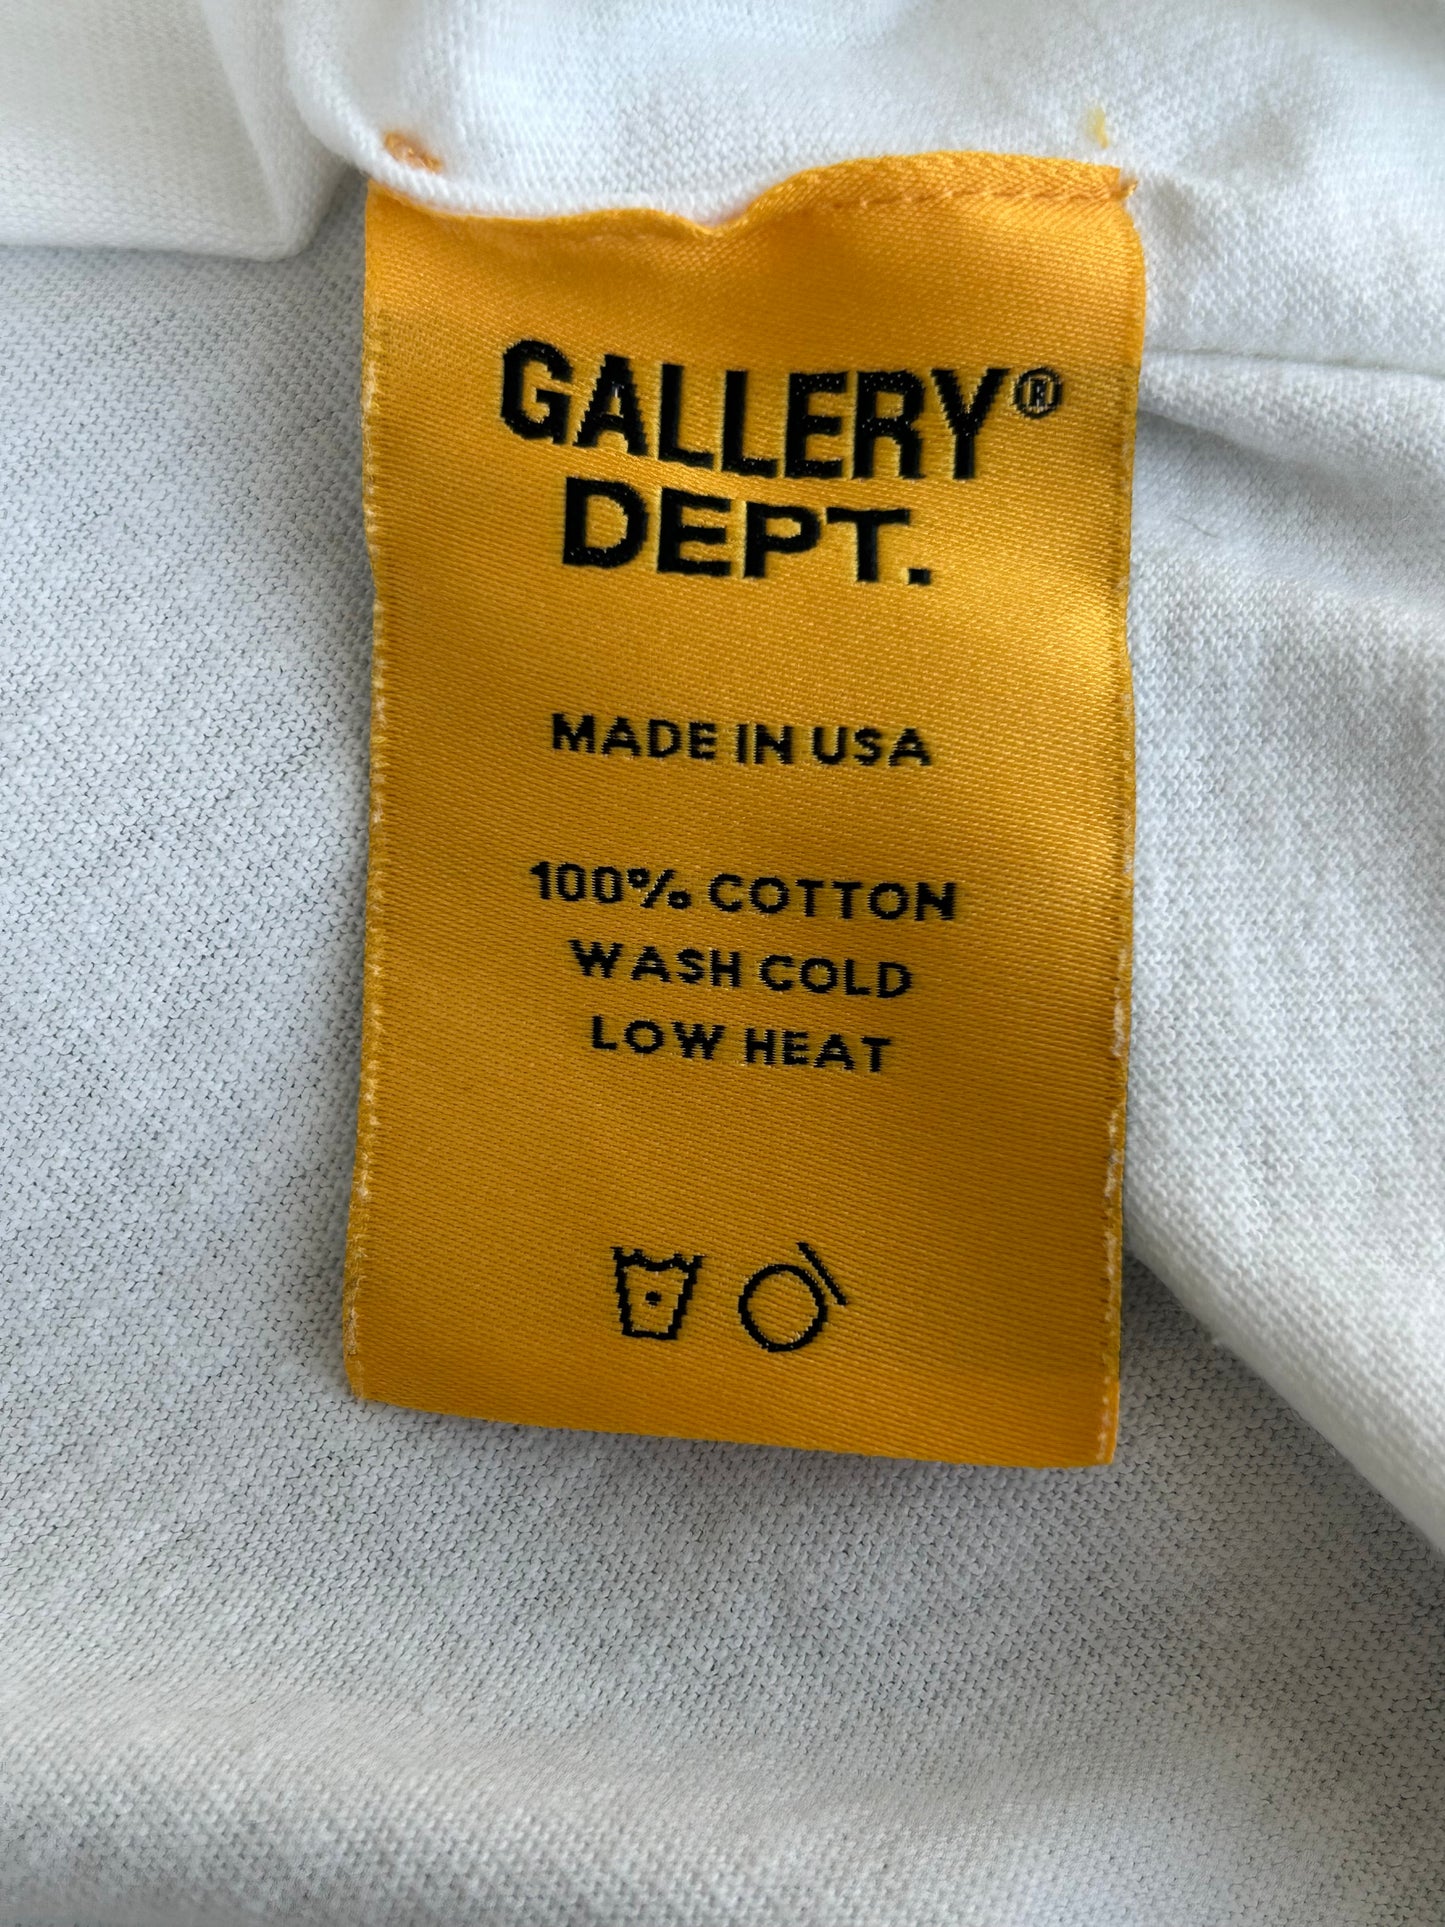 GALLERY®
DEPT.
MADE IN USA
100% COTTON
WASH COLD
LOW HEAT